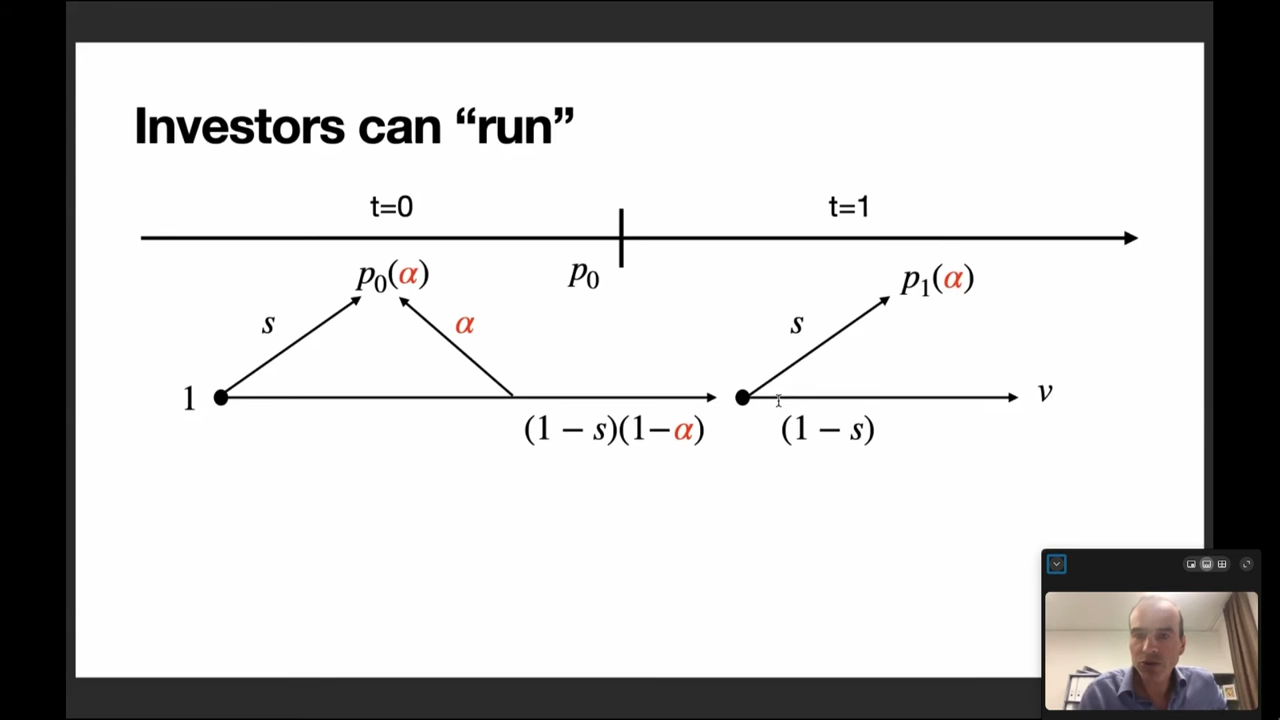 Investors can “run”
t=0
t=1
p₀(α)
p₀
p₁(α)
s
α
s
1
v
(1 − s)(1−α)
(1 − s)